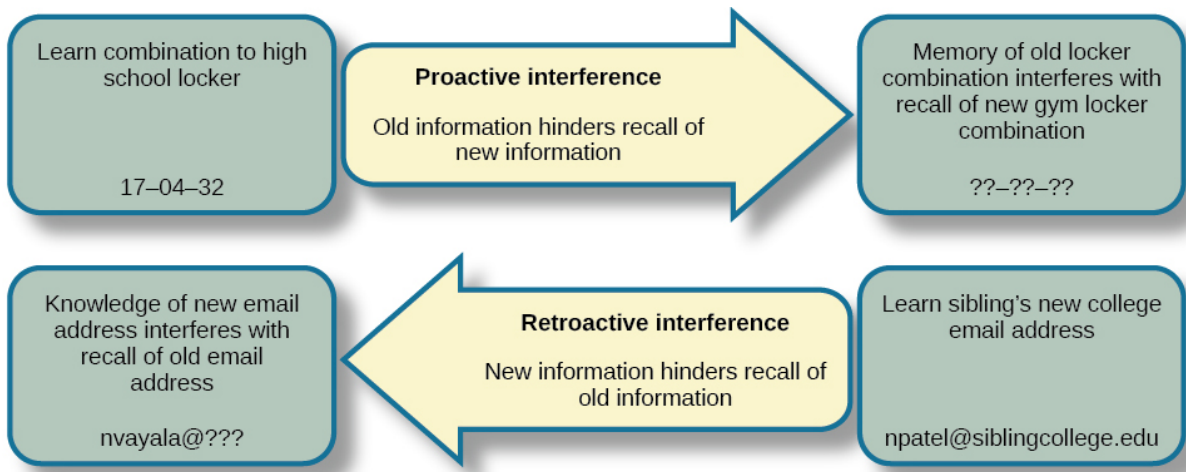 Learn combination to high
school locker
17–04–32
Proactive interference
Old information hinders recall of
new information
Memory of old locker
combination interferes with
recall of new gym locker
combination
??–??–??
Knowledge of new email
address interferes with
recall of old email
address
nvayala@???
Retroactive interference
New information hinders recall of
old information
Learn sibling's new college
email address
npatel@siblingcollege.edu